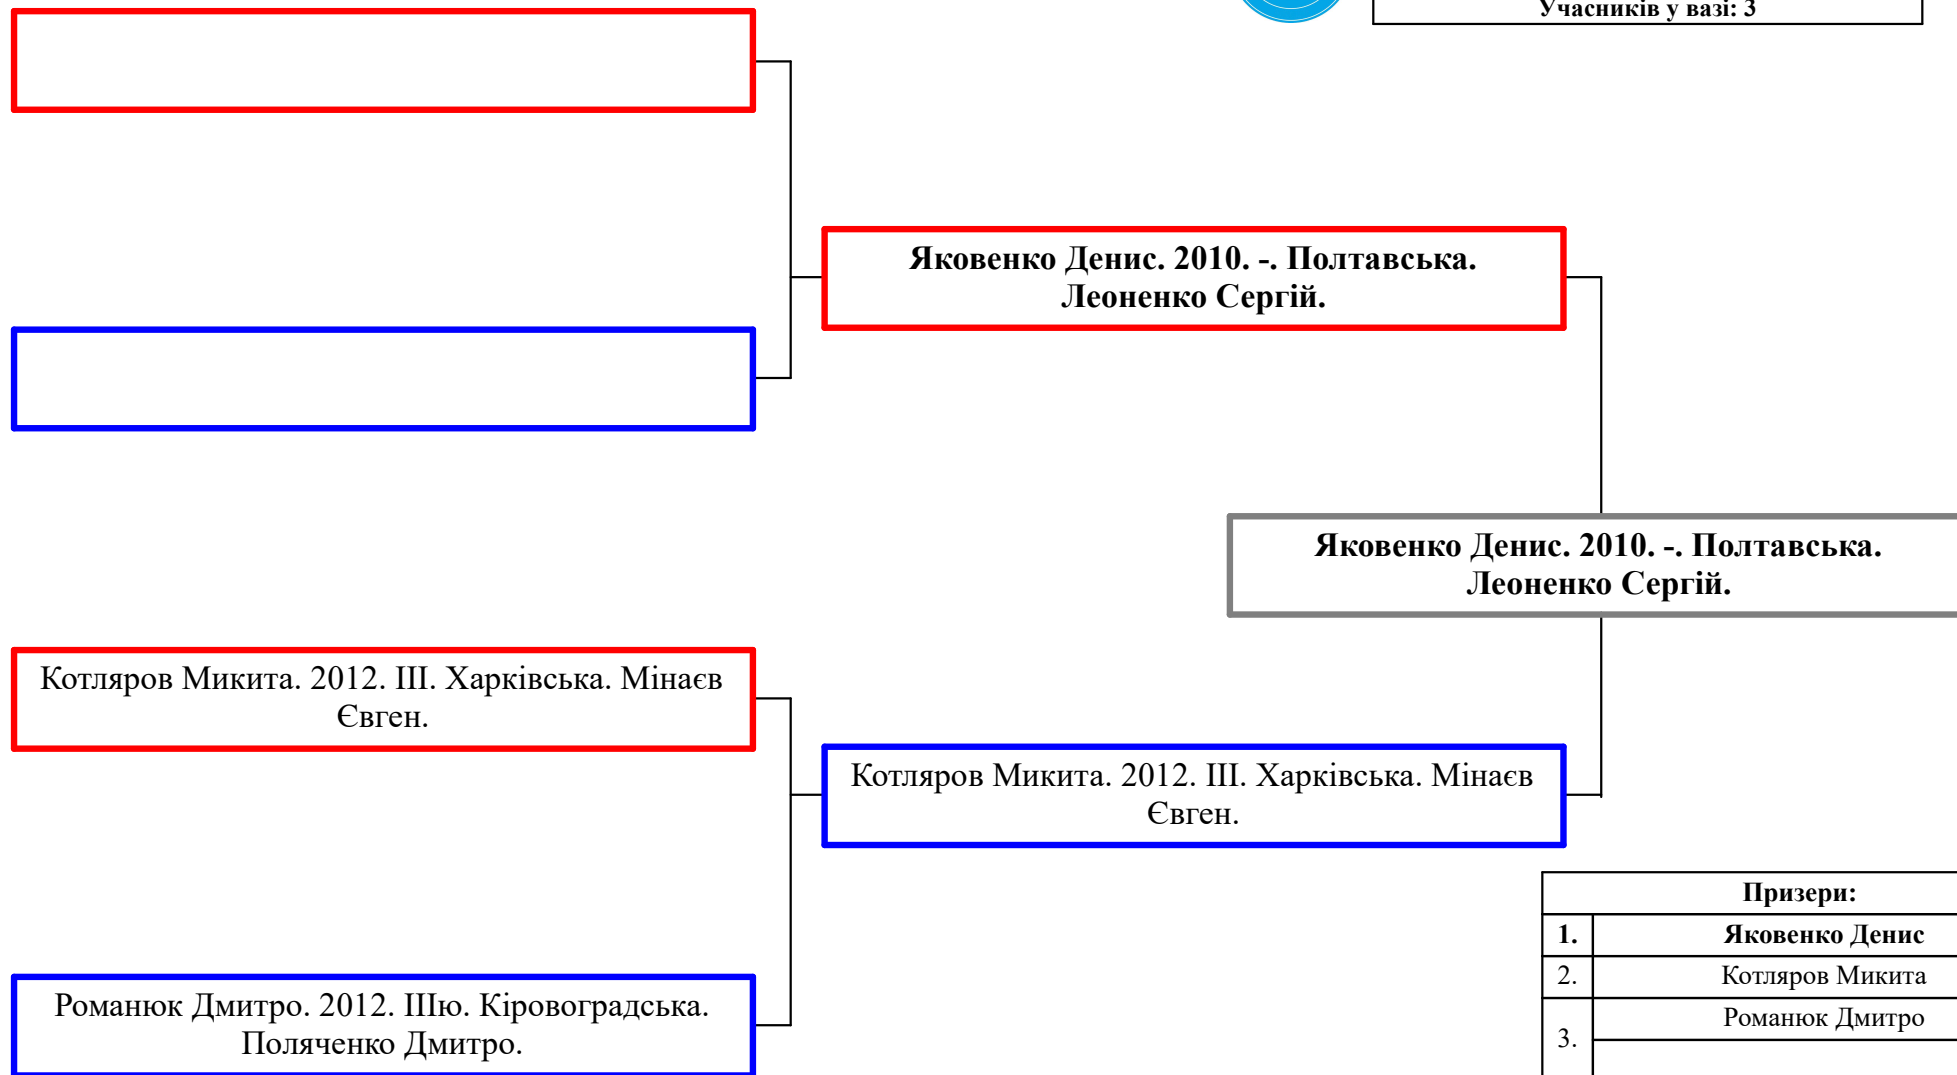 Учасників у вазі: 3
Яковенко Денис. 2010. -. Полтавська.
Леоненко Сергій.
Яковенко Денис. 2010. -. Полтавська.
Леоненко Сергій.
Котляров Микита. 2012. III. Харківська. Мінаєв
Євген.
Котляров Микита. 2012. III. Харківська. Мінаєв
Євген.
Романюк Дмитро. 2012. IIIю. Кіровоградська.
Поляченко Дмитро.
Призери:
1. Яковенко Денис
2. Котляров Микита
3. Романюк Дмитро